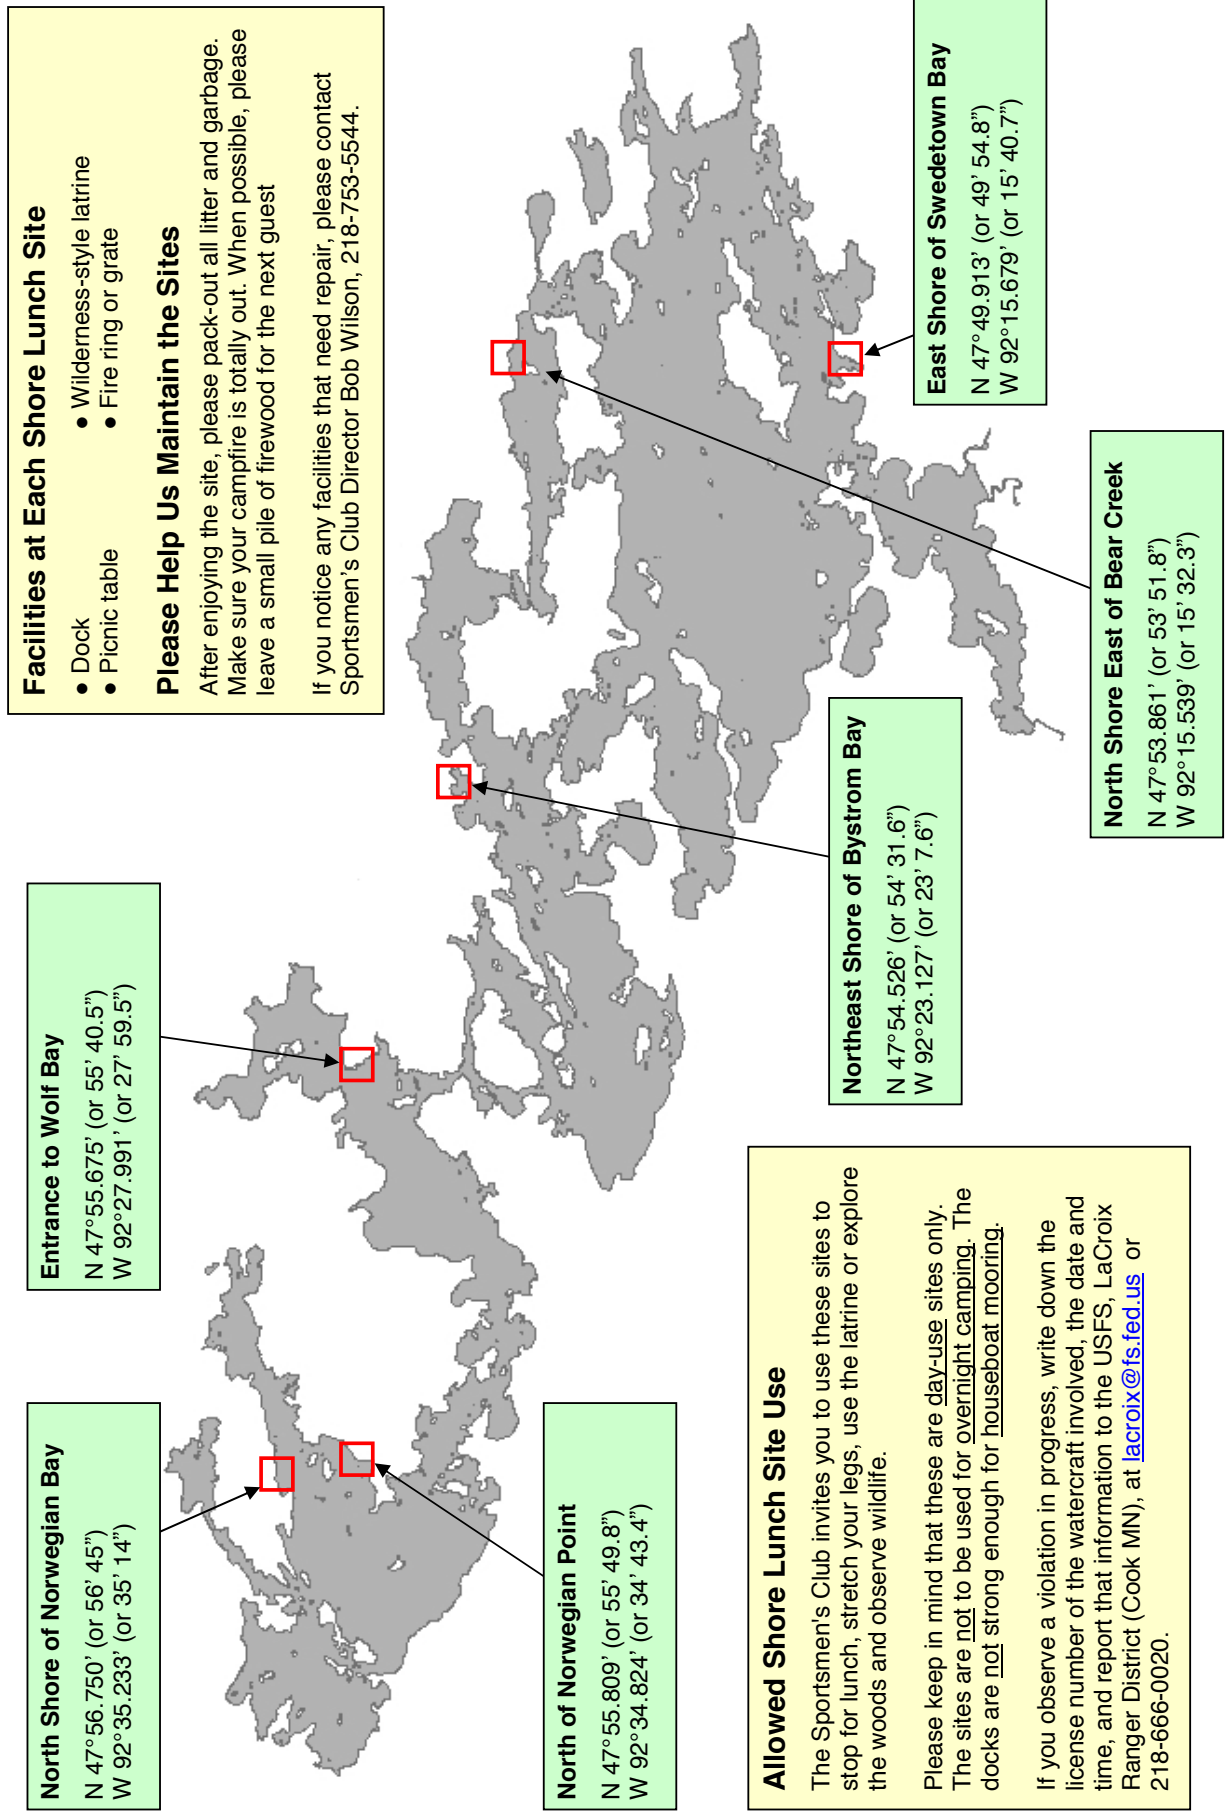 North Shore of Norwegian Bay
N 47°56.750’ (or 56’ 45”)
W 92°35.233’ (or 35’ 14”)
Entrance to Wolf Bay
N 47°55.675’ (or 55’ 40.5”)
W 92°27.991’ (or 27’ 59.5”)
Facilities at Each Shore Lunch Site
● Dock ● Wilderness-style latrine
● Picnic table ● Fire ring or grate
Please Help Us Maintain the Sites
After enjoying the site, please pack-out all litter and garbage.
Make sure your campfire is totally out. When possible, please
leave a small pile of firewood for the next guest
If you notice any facilities that need repair, please contact
Sportsmen’s Club Director Bob Wilson, 218-753-5544.
North of Norwegian Point
N 47°55.809’ (or 55’ 49.8”)
W 92°34.824’ (or 34’ 43.4”)
Allowed Shore Lunch Site Use
The Sportsmen's Club invites you to use these sites to
stop for lunch, stretch your legs, use the latrine or explore
the woods and observe wildlife.
Please keep in mind that these are day-use sites only.
The sites are not to be used for overnight camping. The
docks are not strong enough for houseboat mooring.
If you observe a violation in progress, write down the
license number of the watercraft involved, the date and
time, and report that information to the USFS, LaCroix
Ranger District (Cook MN), at lacroix@fs.fed.us or
218-666-0020.
Northeast Shore of Bystrom Bay
N 47°54.526’ (or 54’ 31.6”)
W 92°23.127’ (or 23’ 7.6”)
East Shore of Swedetown Bay
N 47°49.913’ (or 49’ 54.8”)
W 92°15.679’ (or 15’ 40.7”)
North Shore East of Bear Creek
N 47°53.861’ (or 53’ 51.8”)
W 92°15.539’ (or 15’ 32.3”)